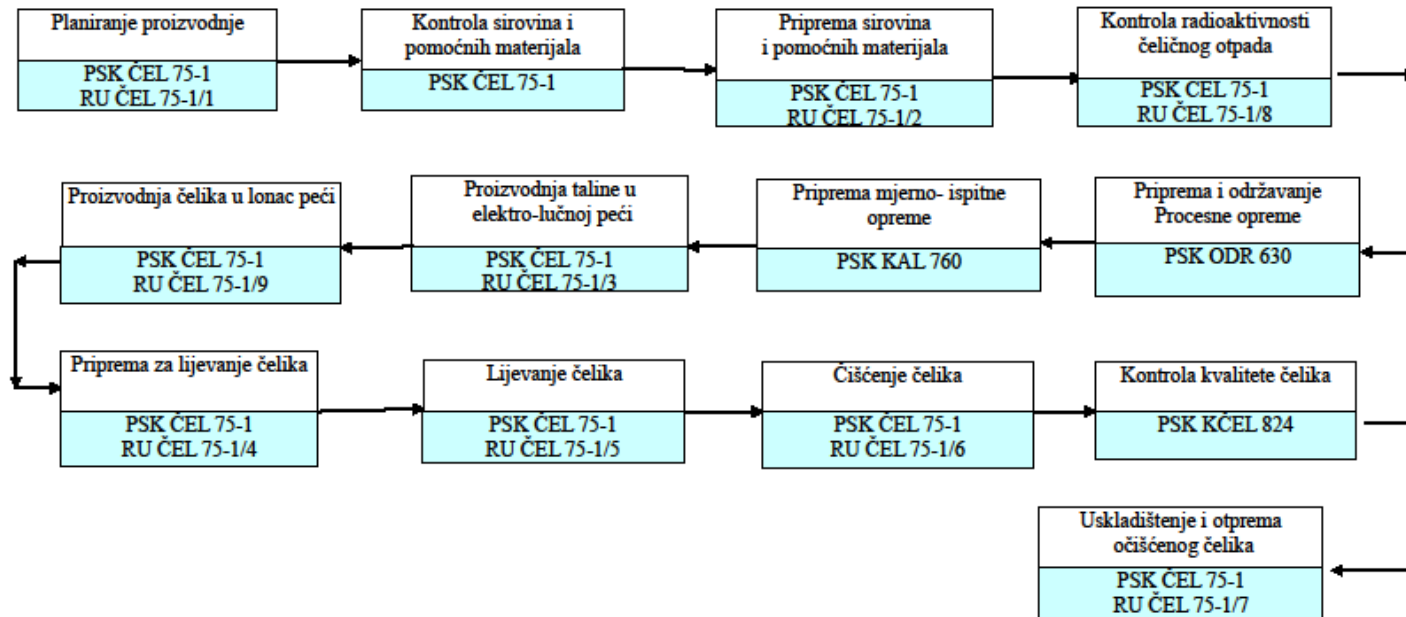 Planiranje proizvodnje
PSK ČEL 75-1
RU ČEL 75-1/1
Kontrola sirovina i
pomoćnih materijala
PSK ČEL 75-1
Priprema sirovina
i pomoćnih materijala
PSK ČEL 75-1
RU ČEL 75-1/2
Kontrola radioaktivnosti
čeličnog otpada
PSK ČEL 75-1
RU ČEL 75-1/8
Priprema i održavanje
Procesne opreme
PSK ODR 630
Priprema mjerno- ispitne
opreme
PSK KAL 760
Proizvodnja taline u
elektro-lučnoj peći
PSK ČEL 75-1
RU ČEL 75-1/3
Proizvodnja čelika u lonac peći
PSK ČEL 75-1
RU ČEL 75-1/9
Priprema za lijevanje čelika
PSK ČEL 75-1
RU ČEL 75-1/4
Lijevanje čelika
PSK ČEL 75-1
RU ČEL 75-1/5
Čišćenje čelika
PSK ČEL 75-1
RU ČEL 75-1/6
Kontrola kvalitete čelika
PSK KČEL 824
Uskladištenje i otprema
očišćenog čelika
PSK ČEL 75-1
RU ČEL 75-1/7